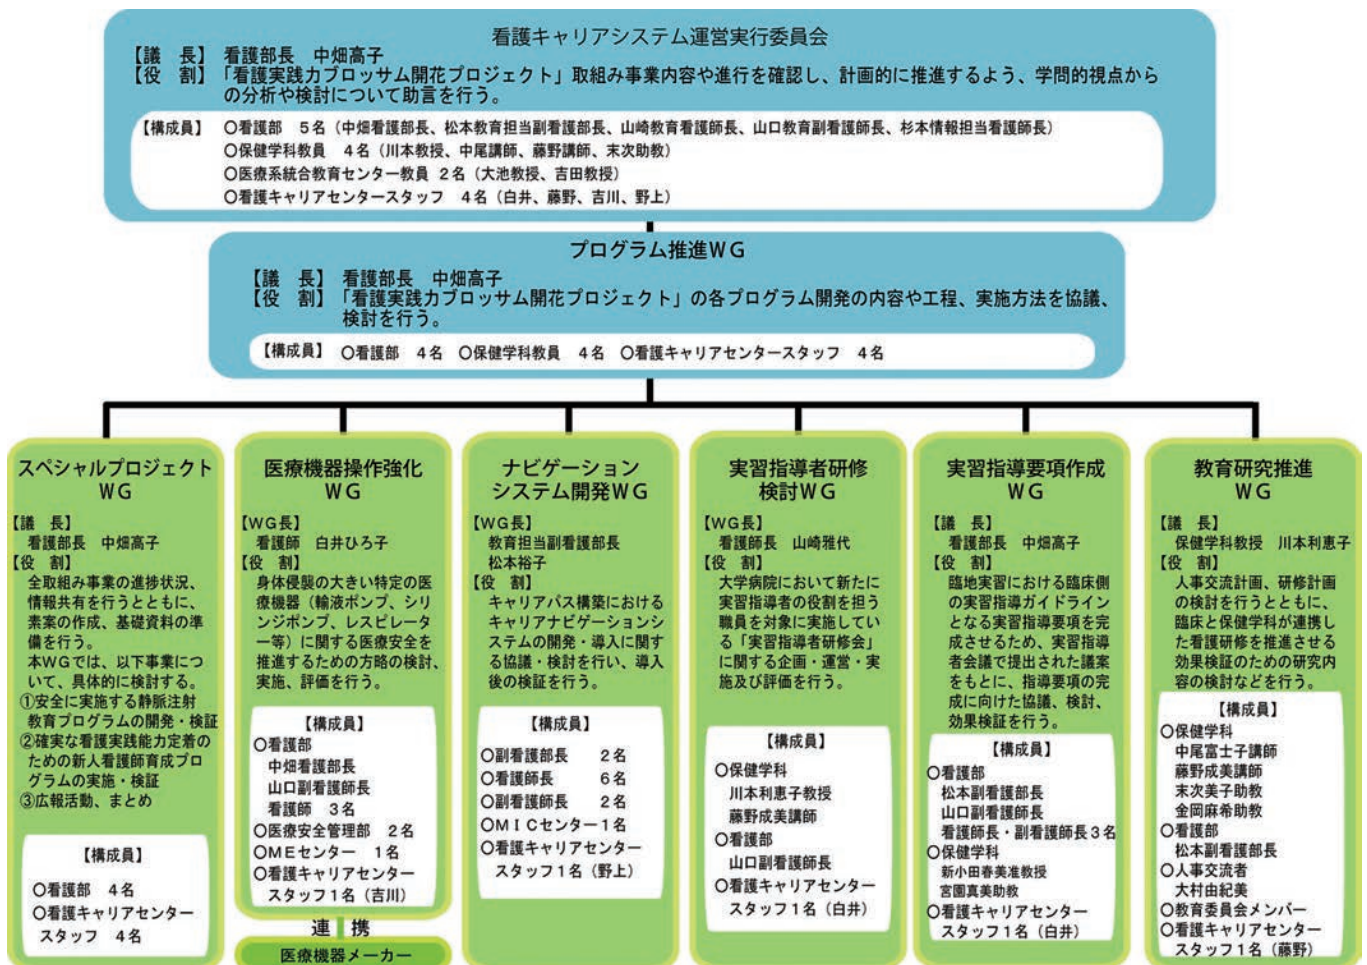 看護キャリアシステム運営実行委員会
【議　長】 看護部長　中畑高子
【役　割】 「看護実践力ブロッサム開花プロジェクト」取組み事業内容や進行を確認し、計画的に推進するよう、学問的視点から
の分析や検討について助言を行う。
【構成員】 〇看護部　5名（中畑看護部長、松本教育担当副看護部長、山崎教育看護師長、山口教育副看護師長、杉本情報担当看護師長）
〇保健学科教員　4名（川本教授、中尾講師、藤野講師、末次助教）
〇医療系統合教育センター教員 2名（大池教授、吉田教授）
〇看護キャリアセンタースタッフ　4名（白井、藤野、吉川、野上）
プログラム推進WG
【議　長】 看護部長　中畑高子
【役　割】 「看護実践力ブロッサム開花プロジェクト」の各プログラム開発の内容や工程、実施方法を協議、
検討を行う。
【構成員】 〇看護部　4名　〇保健学科教員　4名　〇看護キャリアセンタースタッフ　4名
スペシャルプロジェクト
WG
【議　長】
看護部長　中畑高子
【役　割】
全取組み事業の進捗状況、
情報共有を行うとともに、
素案の作成、基礎資料の準
備を行う。
本WGでは、以下事業につ
いて、具体的に検討する。
①安全に実施する静脈注射
教育プログラムの開発・検証
②確実な看護実践能力定着の
ための新人看護師育成プロ
グラムの実施・検証
③広報活動、まとめ
【構成員】
〇看護部　4名
〇看護キャリアセンター
スタッフ　4名
医療機器操作強化
WG
【WG長】
看護師　白井ひろ子
【役　割】
身体侵襲の大きい特定の医
療機器（輸液ポンプ、シリ
ンジポンプ、レスピレータ
ー等）に関する医療安全を
推進するための方略の検討、
実施、評価を行う。
【構成員】
〇看護部
中畑看護部長
山口副看護師長
看護師　3名
〇医療安全管理部　2名
〇MEセンター　1名
〇看護キャリアセンター
スタッフ1名（吉川）
連　携
医療機器メーカー
ナビゲーション
システム開発WG
【WG長】
教育担当副看護部長
松本裕子
【役　割】
キャリアパス構築における
キャリアナビゲーションシ
ステムの開発・導入に関す
る協議・検討を行い、導入
後の検証を行う。
【構成員】
〇副看護部長　2名
〇看護師長　6名
〇副看護師長　2名
〇MICセンター1名
〇看護キャリアセンター
スタッフ1名（野上）
実習指導者研修
検討WG
【WG長】
看護師長　山崎雅代
【役　割】
大学病院において新たに
実習指導者の役割を担う
職員を対象に実施してい
る「実習指導者研修会」
に関する企画・運営・実
施及び評価を行う。
【構成員】
〇保健学科
川本利恵子教授
藤野成美講師
〇看護部
山口副看護師長
〇看護キャリアセンター
スタッフ1名（白井）
実習指導要項作成
WG
【議　長】
看護部長　中畑高子
【役　割】
臨地実習における臨床側
の実習指導ガイドライン
となる実習指導要項を完
成させるため、実習指導
者会議で提出された議案
をもとに、指導要項の完
成に向けた協議、検討、
効果検証を行う。
【構成員】
〇看護部
松本副看護部長
山口副看護師長
看護師長・副看護師長3名
〇保健学科
新小田春美准教授
宮園真美助教
〇看護キャリアセンター
スタッフ1名（白井）
教育研究推進
WG
【議　長】
保健学科教授　川本利恵子
【役　割】
人事交流計画、研修計画
の検討を行うとともに、
臨床と保健学科が連携し
た看護研修を推進させる
効果検証のための研究内
容の検討などを行う。
【構成員】
〇保健学科
中尾富士子講師
藤野成美講師
末次美子助教
金岡麻希助教
〇看護部
松本副看護部長
〇人事交流者
大村由紀美
〇教育委員会メンバー
〇看護キャリアセンター
スタッフ1名（藤野）